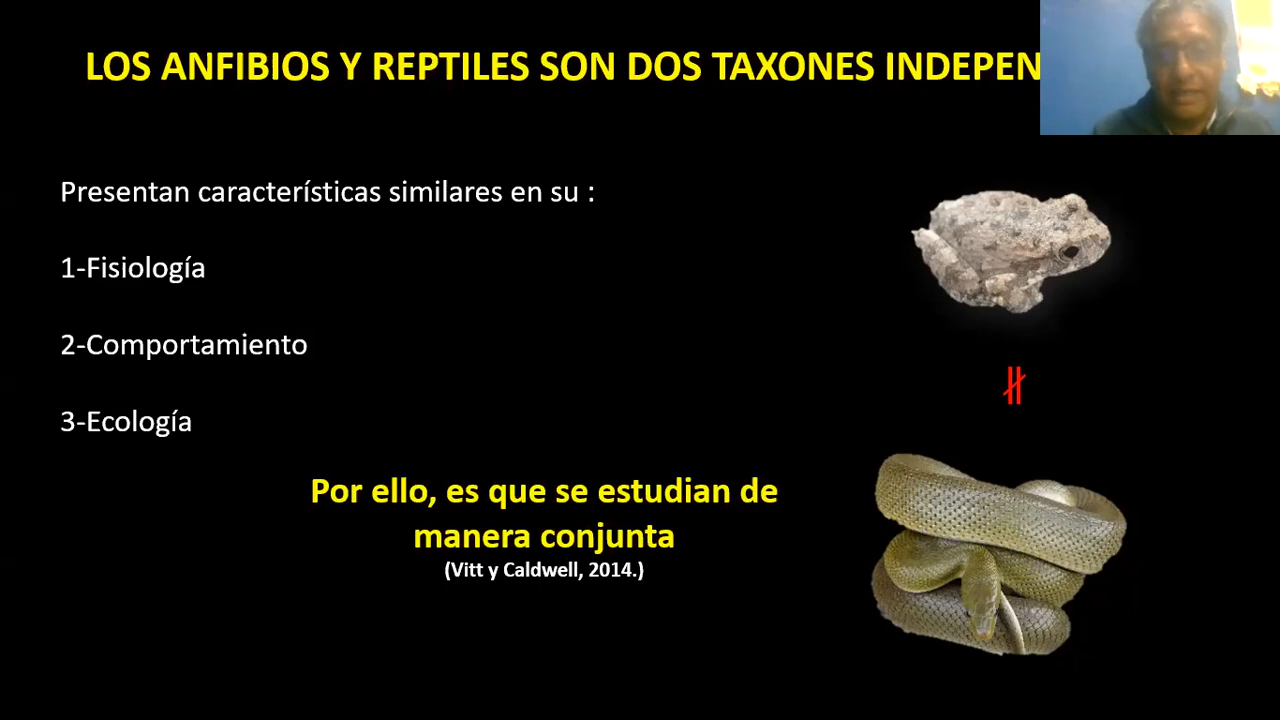 LOS ANFIBIOS Y REPTILES SON DOS TAXONES
Presentan características similares en su :
1-Fisiología
2-Comportamiento
3-Ecología
Por ello, es que se estudian de
manera conjunta
(Vitt y Caldwell, 2014.)